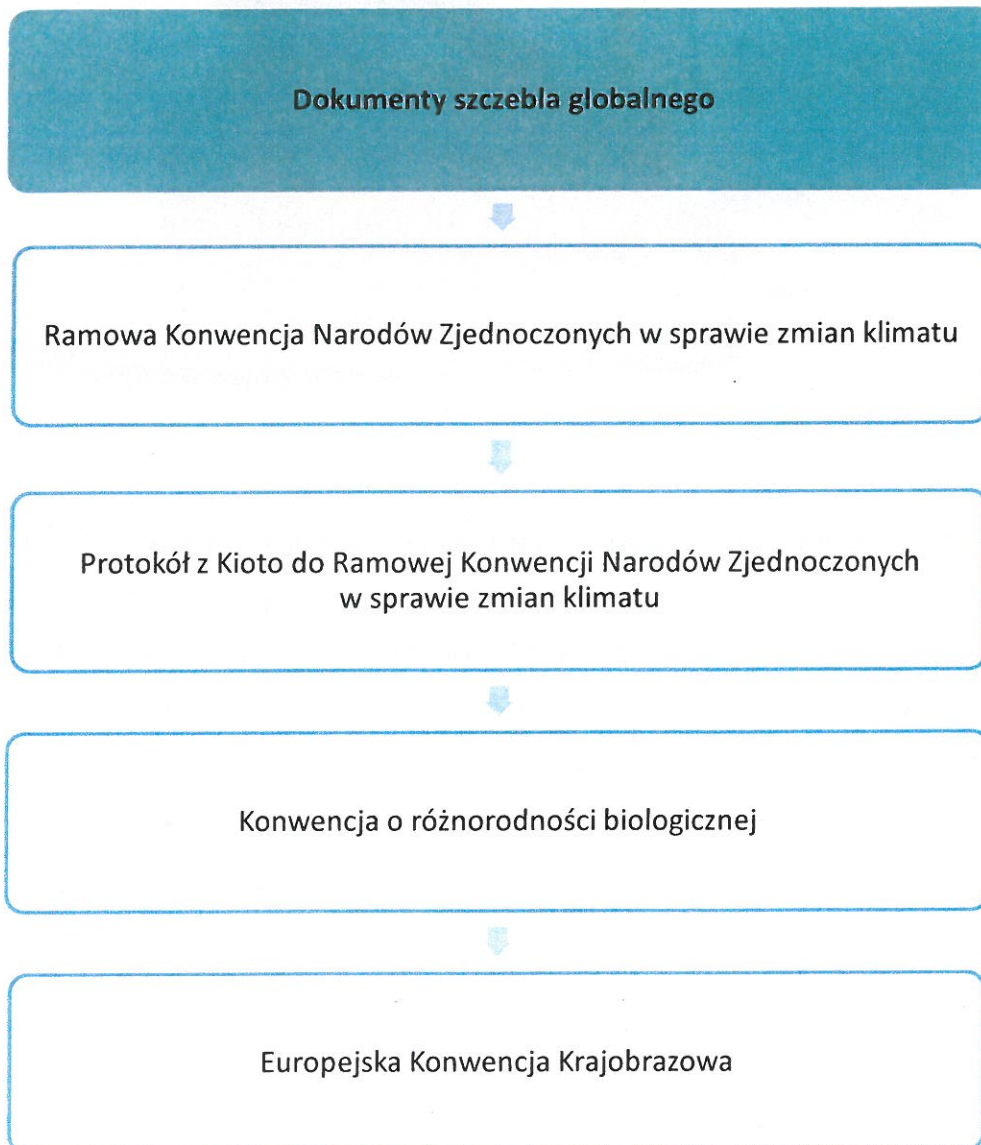 Dokumenty szczebla globalnego
Ramowa Konwencja Narodów Zjednoczonych w sprawie zmian klimatu
Protokół z Kioto do Ramowej Konwencji Narodów Zjednoczonych
w sprawie zmian klimatu
Konwencja o różnorodności biologicznej
Europejska Konwencja Krajobrazowa